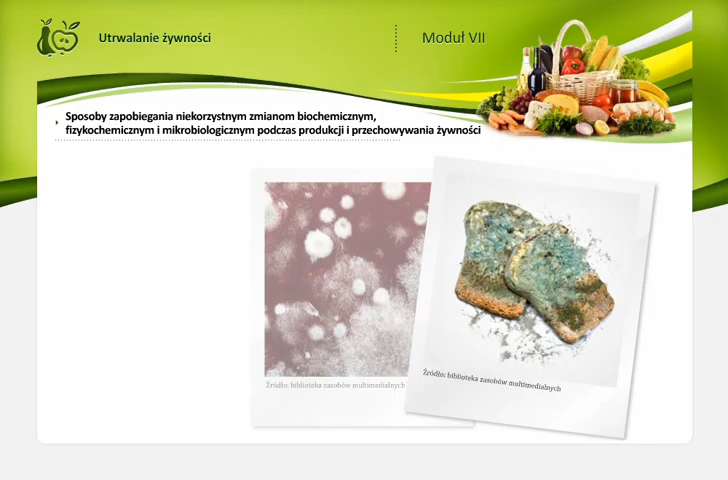 Utrwalanie żywności
Moduł VII
Sposoby zapobiegania niekorzystnym zmianom biochemicznym,
fizykochemicznym i mikrobiologicznym podczas produkcji i przechowywania żywności
Źródło: biblioteka zasobów multimedialnych
Źródło: biblioteka zasobów multimedialnych